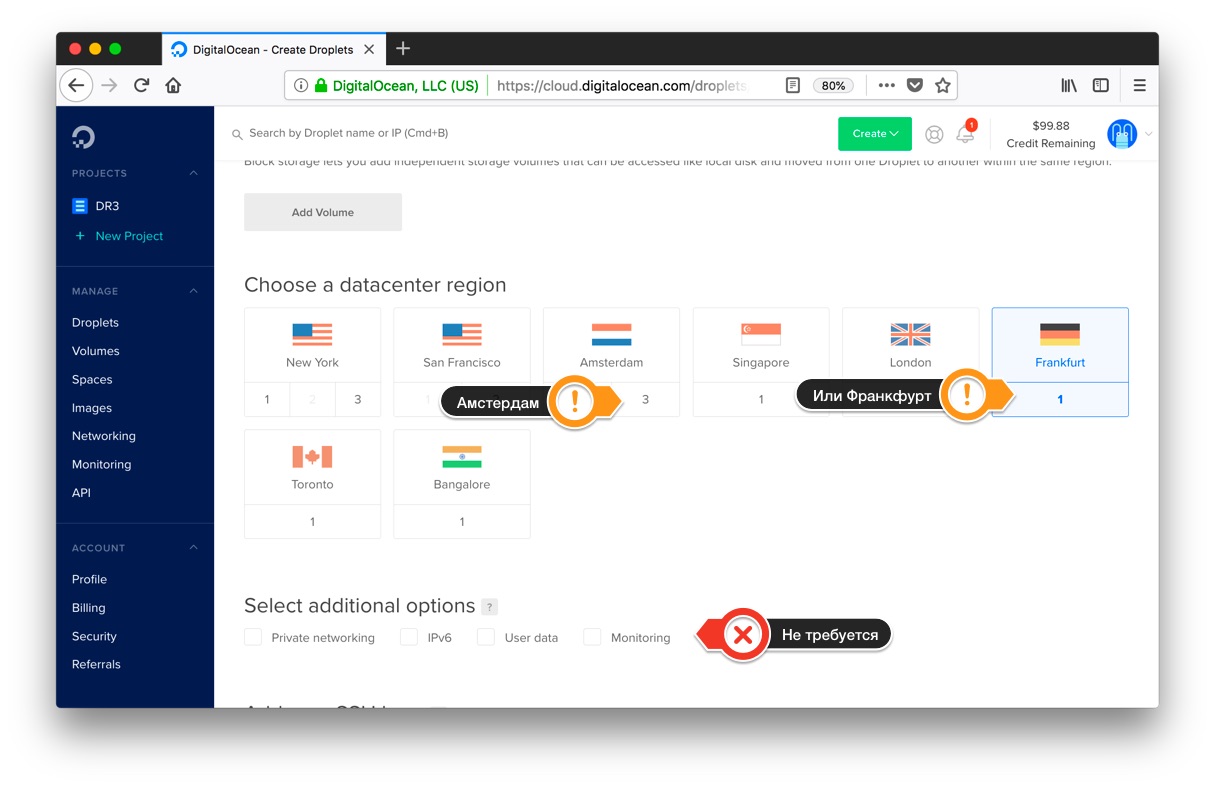 DigitalOcean - Create Droplets
DigitalOcean, LLC (US)
https://cloud.digitalocean.com/droplets
80%
Search by Droplet name or IP (Cmd+B)
Create
1
$99.88
Credit Remaining
PROJECTS
DR3
+ New Project
MANAGE
Droplets
Volumes
Spaces
Images
Networking
Monitoring
API
ACCOUNT
Profile
Billing
Security
Referrals
Block storage lets you add independent storage volumes that can be accessed like local disk and moved from one Droplet to another within the same region.
Add Volume
Choose a datacenter region
New York
San Francisco
Amsterdam
Singapore
London
Frankfurt
1 2 3
1
Амстердам
!
3
1
Или Франкфурт
!
1
Toronto
Bangalore
1
1
Select additional options ?
Private networking
IPv6
User data
Monitoring
Не требуется